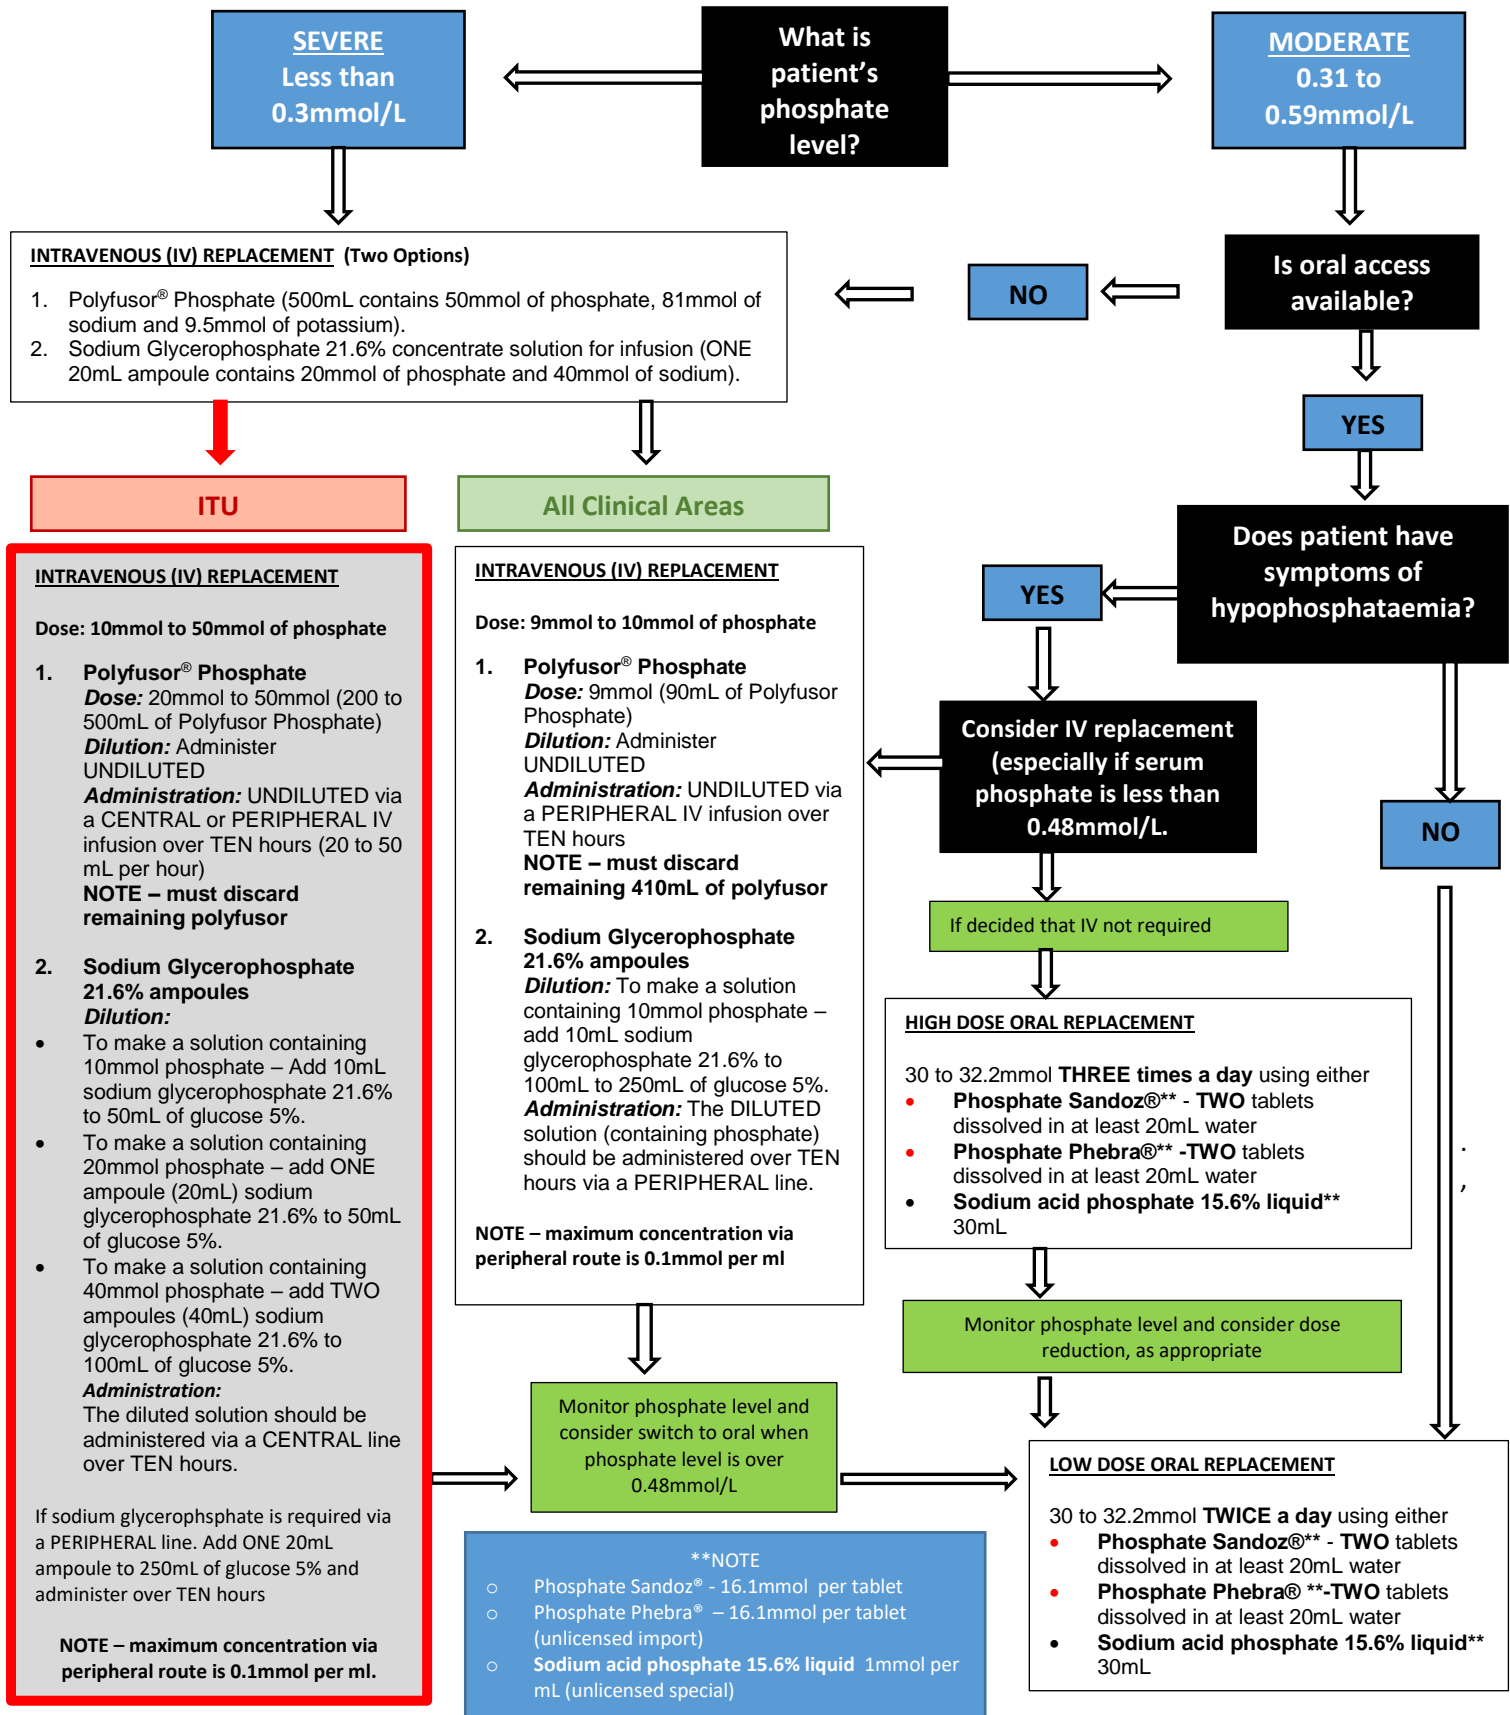 SEVERE
Less than
0.3mmol/L
What is
patient's
phosphate
level?
MODERATE
0.31 to
0.59mmol/L
INTRAVENOUS (IV) REPLACEMENT (Two Options)
1. Polyfusor® Phosphate (500mL contains 50mmol of phosphate, 81mmol of
sodium and 9.5mmol of potassium).
2. Sodium Glycerophosphate 21.6% concentrate solution for infusion (ONE
20mL ampoule contains 20mmol of phosphate and 40mmol of sodium).
NO
Is oral access
available?
YES
ITU
All Clinical Areas
Does patient have
symptoms of
hypophosphataemia?
YES
NO
INTRAVENOUS (IV) REPLACEMENT
Dose: 10mmol to 50mmol of phosphate
1. Polyfusor® Phosphate
Dose: 20mmol to 50mmol (200 to
500mL of Polyfusor Phosphate)
Dilution: Administer
UNDILUTED
Administration: UNDILUTED via
a CENTRAL or PERIPHERAL IV
infusion over TEN hours (20 to 50
mL per hour)
NOTE – must discard
remaining polyfusor
2. Sodium Glycerophosphate
21.6% ampoules
Dilution:
• To make a solution containing
10mmol phosphate – Add 10mL
sodium glycerophosphate 21.6%
to 50mL of glucose 5%.
• To make a solution containing
20mmol phosphate – add ONE
ampoule (20mL) sodium
glycerophosphate 21.6% to 50mL
of glucose 5%.
• To make a solution containing
40mmol phosphate – add TWO
ampoules (40mL) sodium
glycerophosphate 21.6% to
100mL of glucose 5%.
Administration:
The diluted solution should be
administered via a CENTRAL line
over TEN hours.
If sodium glycerophsphate is required via
a PERIPHERAL line. Add ONE 20mL
ampoule to 250mL of glucose 5% and
administer over TEN hours
NOTE – maximum concentration via
peripheral route is 0.1mmol per ml.
INTRAVENOUS (IV) REPLACEMENT
Dose: 9mmol to 10mmol of phosphate
1. Polyfusor® Phosphate
Dose: 9mmol (90mL of Polyfusor
Phosphate)
Dilution: Administer
UNDILUTED
Administration: UNDILUTED via
a PERIPHERAL IV infusion over
TEN hours
NOTE – must discard
remaining 410mL of polyfusor
2. Sodium Glycerophosphate
21.6% ampoules
Dilution: To make a solution
containing 10mmol phosphate –
add 10mL sodium
glycerophosphate 21.6% to
100mL to 250mL of glucose 5%.
Administration: The DILUTED
solution (containing phosphate)
should be administered over TEN
hours via a PERIPHERAL line.
NOTE – maximum concentration via
peripheral route is 0.1mmol per ml
Consider IV replacement
(especially if serum
phosphate is less than
0.48mmol/L.
If decided that IV not required
HIGH DOSE ORAL REPLACEMENT
30 to 32.2mmol THREE times a day using either
• Phosphate Sandoz®** - TWO tablets
dissolved in at least 20mL water
• Phosphate Phebra®** -TWO tablets
dissolved in at least 20mL water
• Sodium acid phosphate 15.6% liquid**
30mL
.
,
Monitor phosphate level and consider dose
reduction, as appropriate
Monitor phosphate level and
consider switch to oral when
phosphate level is over
0.48mmol/L
LOW DOSE ORAL REPLACEMENT
30 to 32.2mmol TWICE a day using either
• Phosphate Sandoz®** - TWO tablets
dissolved in at least 20mL water
• Phosphate Phebra® **-TWO tablets
dissolved in at least 20mL water
• Sodium acid phosphate 15.6% liquid**
30mL
**NOTE
o Phosphate Sandoz® - 16.1mmol per tablet
o Phosphate Phebra® – 16.1mmol per tablet
(unlicensed import)
o Sodium acid phosphate 15.6% liquid 1mmol per
mL (unlicensed special)